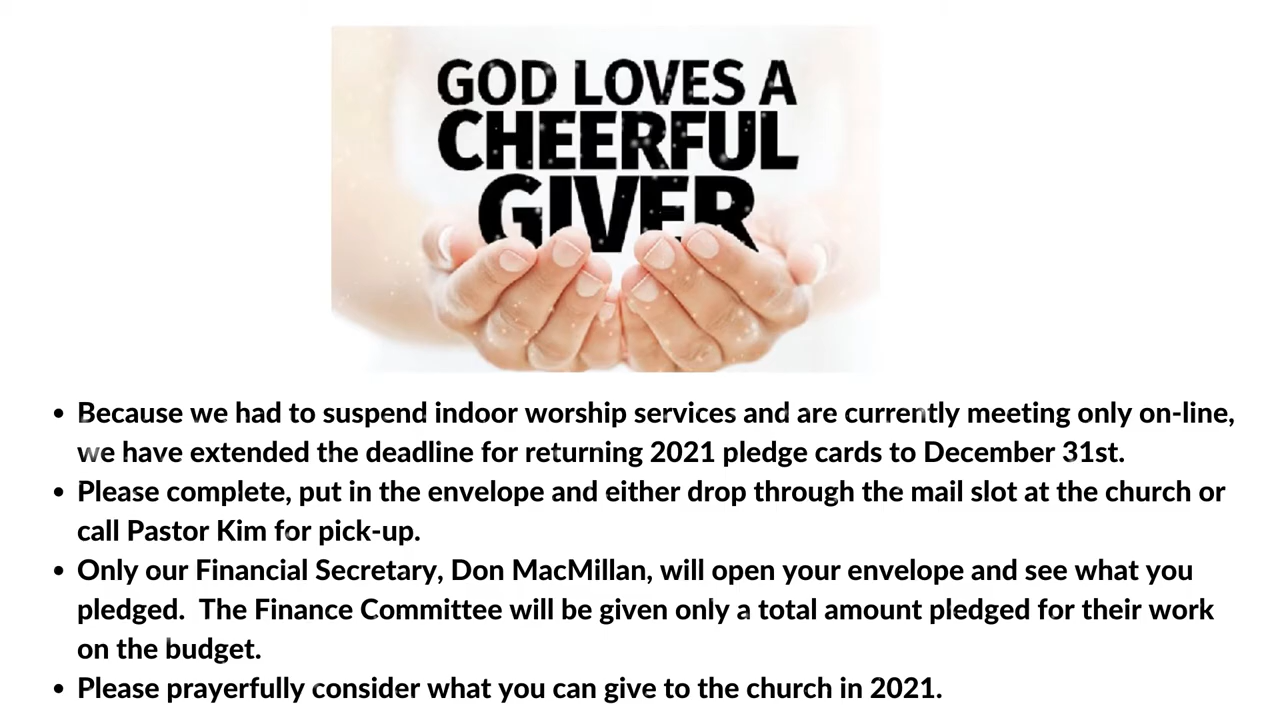 GOD LOVES A
CHEERFUL
GIVER
• Because we had to suspend indoor worship services and are currently meeting only on-line,
we have extended the deadline for returning 2021 pledge cards to December 31st.
• Please complete, put in the envelope and either drop through the mail slot at the church or
call Pastor Kim for pick-up.
• Only our Financial Secretary, Don MacMillan, will open your envelope and see what you
pledged.  The Finance Committee will be given only a total amount pledged for their work
on the budget.
• Please prayerfully consider what you can give to the church in 2021.